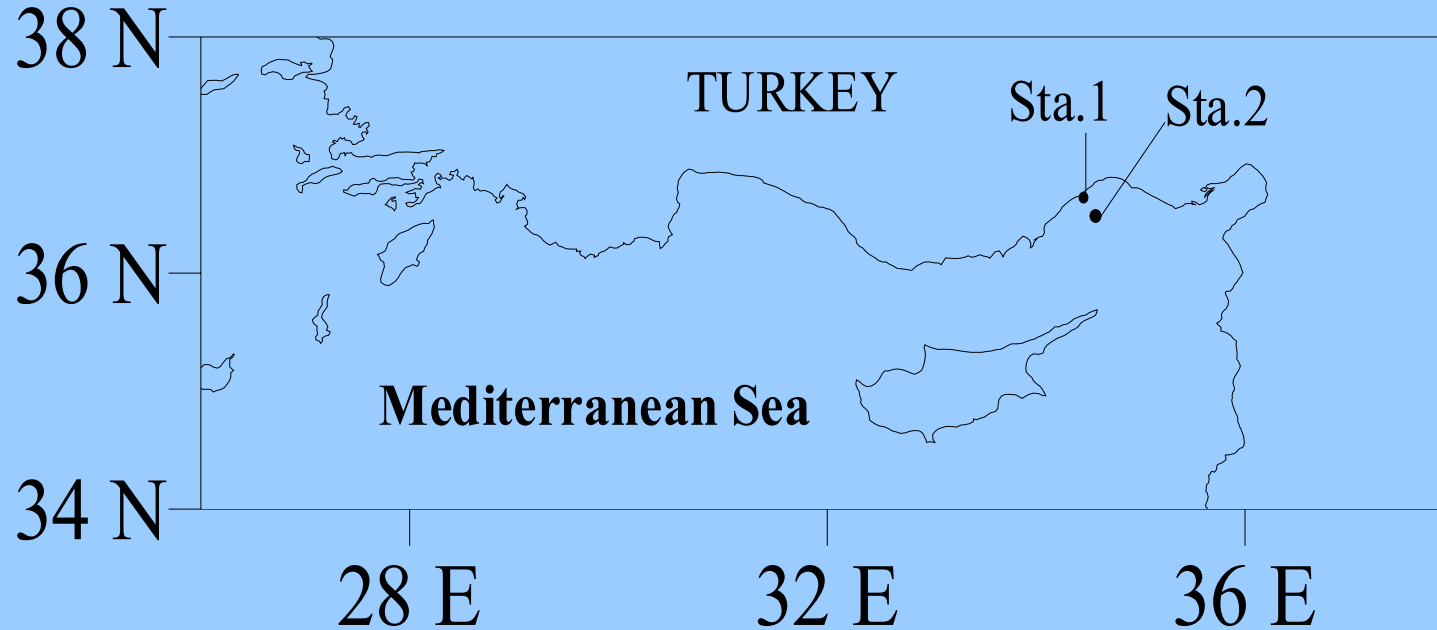 38 N
TURKEY
Sta.1
Sta.2
36 N
Mediterranean Sea
34 N
28 E
32 E
36 E